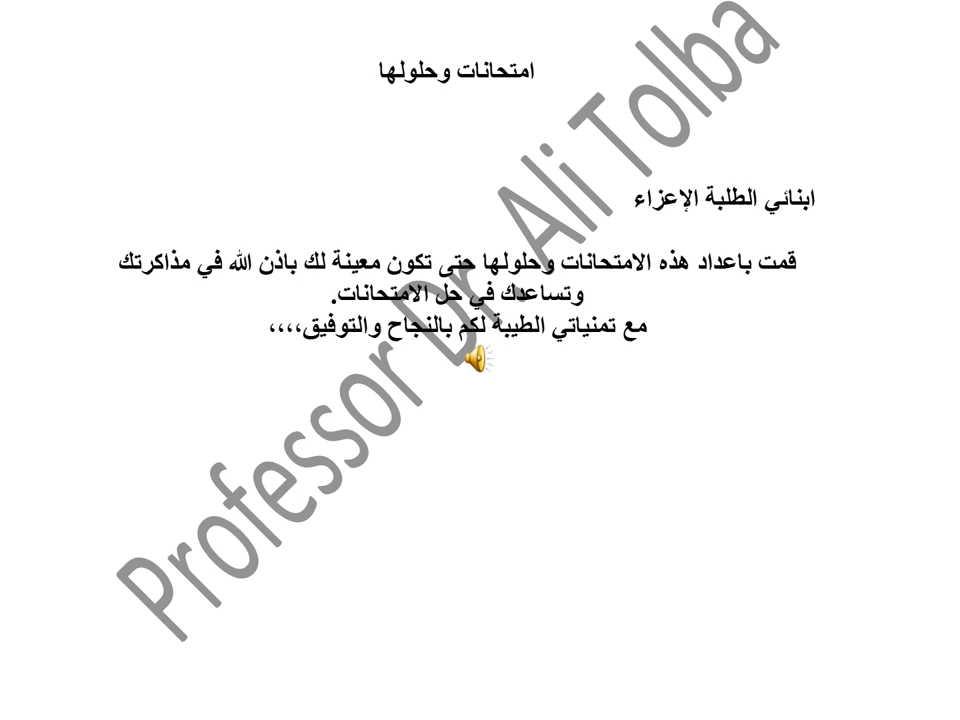 امتحانات وحلولها
ابنائي الطلبة الإعزاء
قمت باعداد هذه الامتحانات وحلولها حتى تكون معينة لك باذن الله في مذاكرتك
وتساعدك في حل الامتحانات.
مع تمنياتي الطيبة لكم بالنجاح والتوفيق،،،،
Professor Dr. Ali Tolba